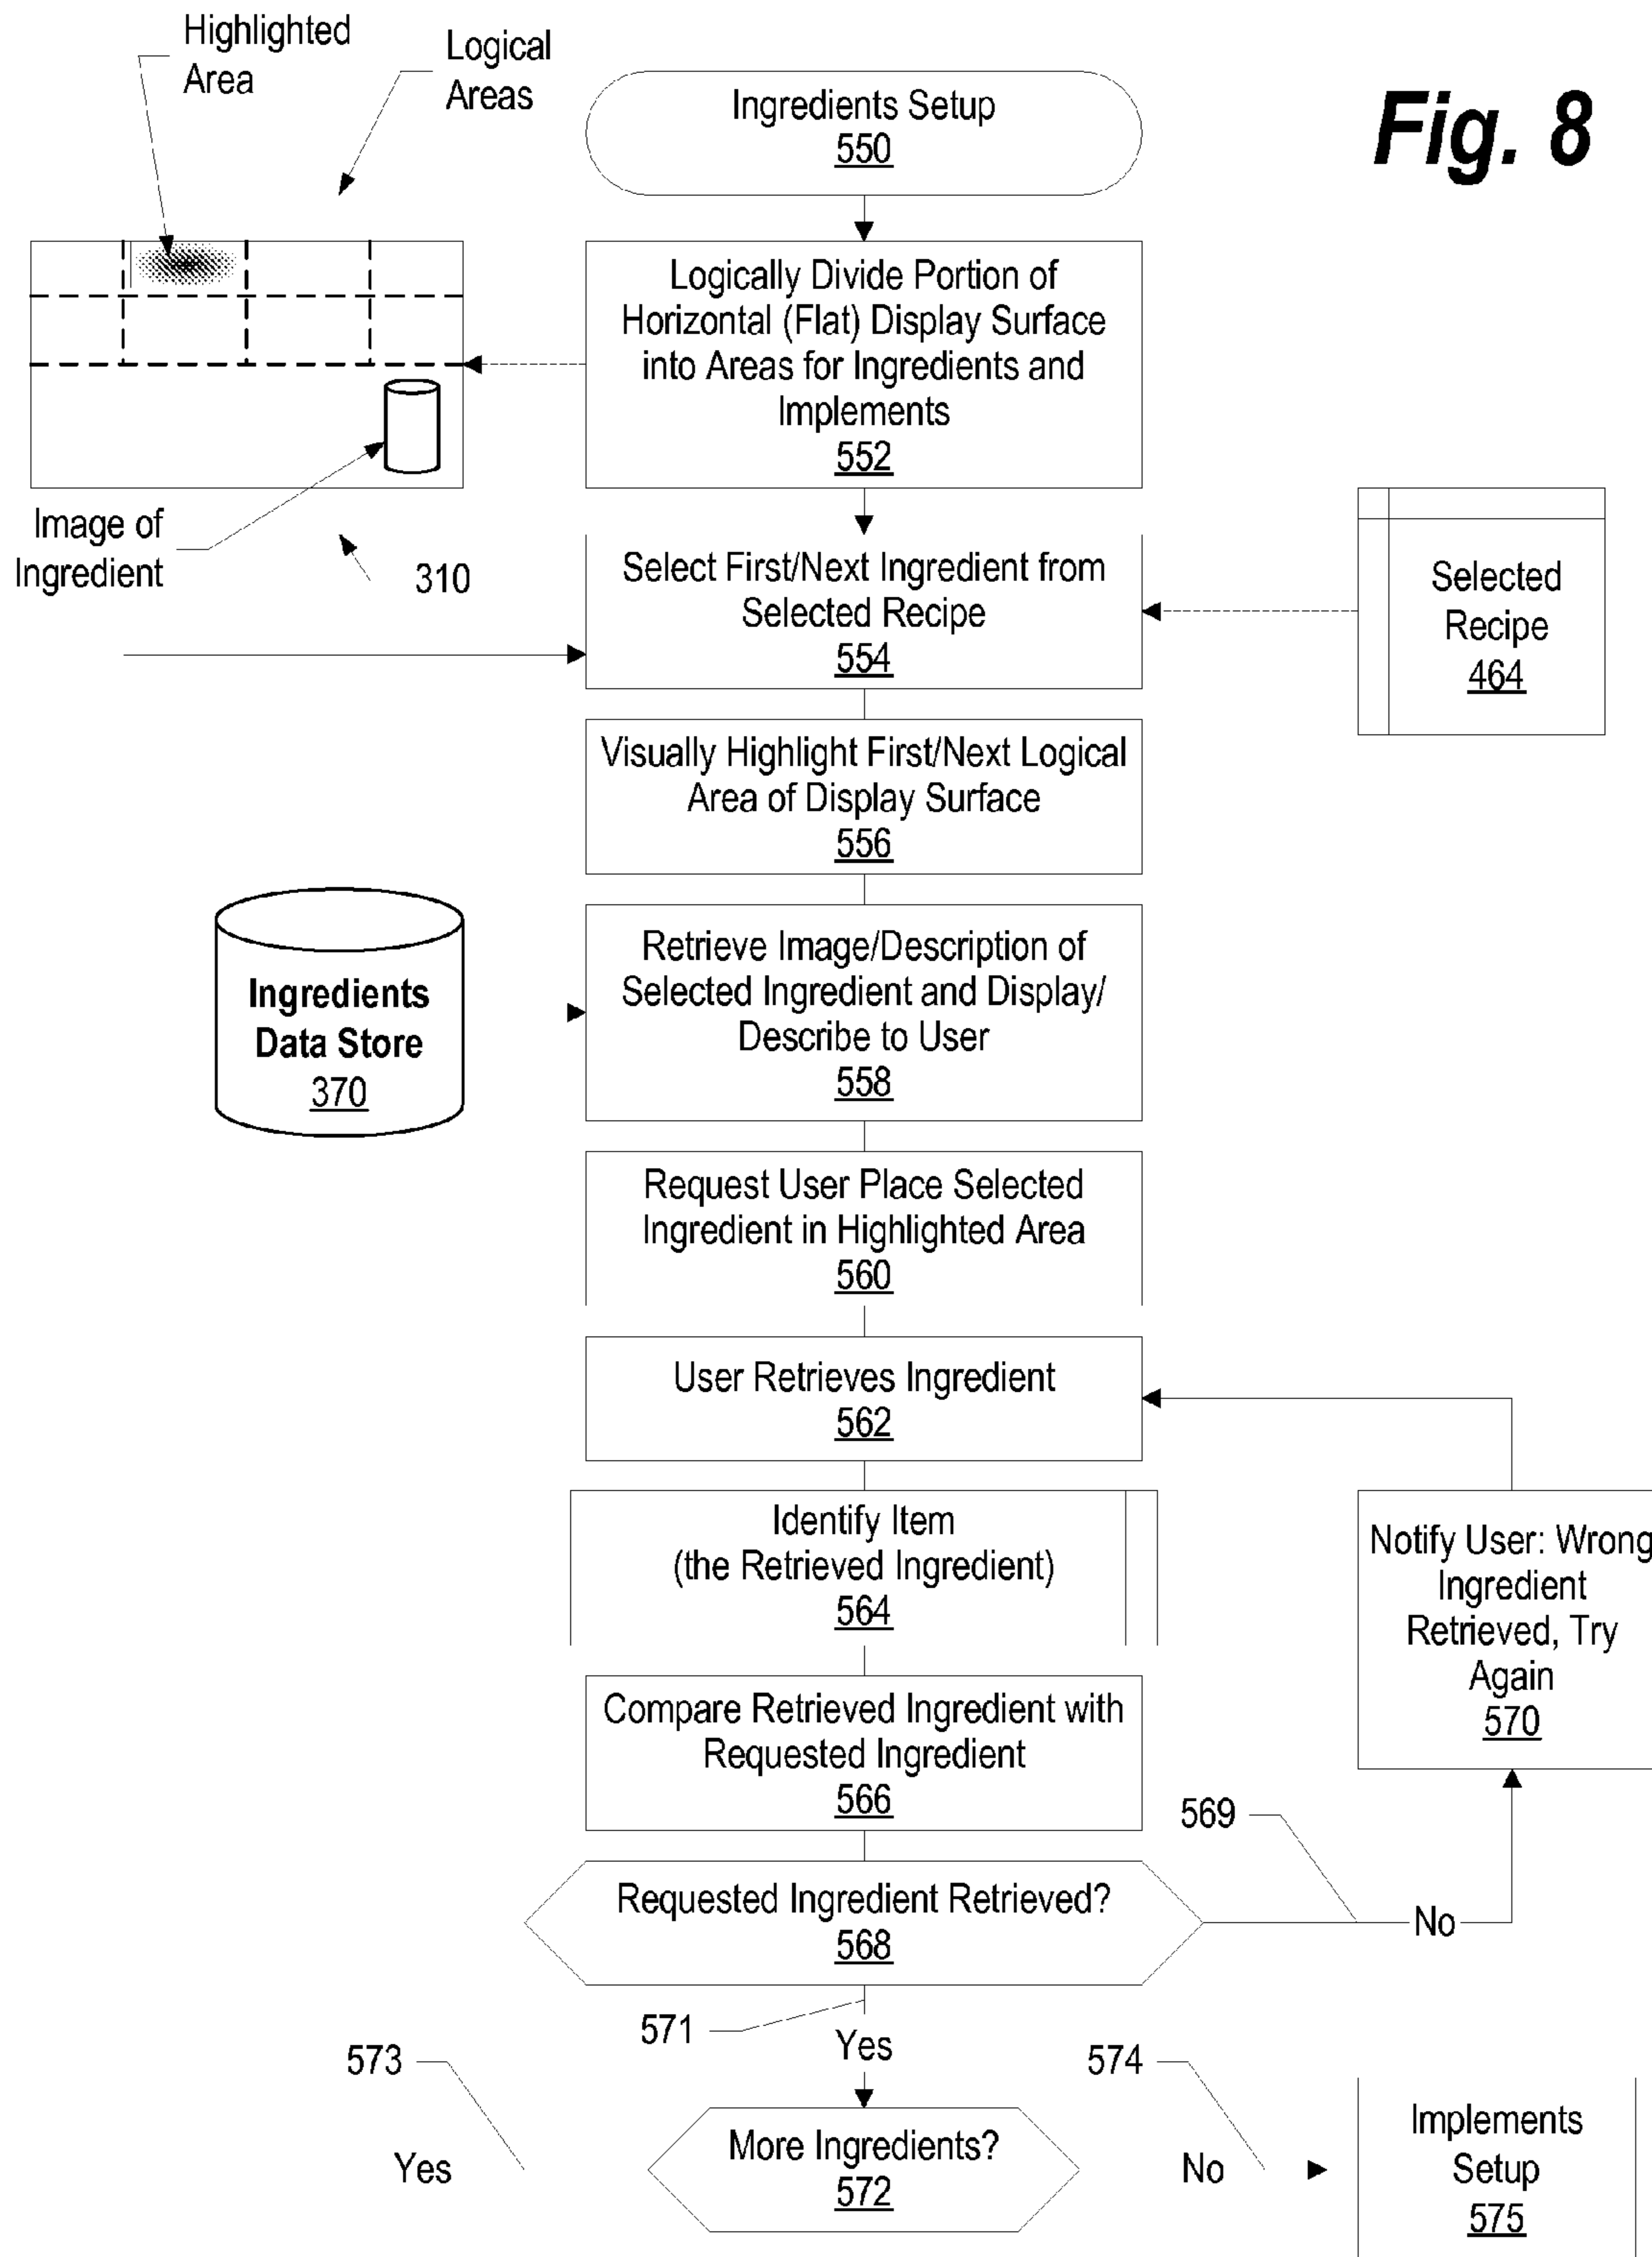 Highlighted
Area
Logical
Areas
Fig. 8
Ingredients Setup
550
Logically Divide Portion of
Horizontal (Flat) Display Surface
into Areas for Ingredients and
Implements
552
Image of
Ingredient
310
Select First/Next Ingredient from
Selected Recipe
554
Selected
Recipe
464
Visually Highlight First/Next Logical
Area of Display Surface
556
Ingredients
Data Store
370
Retrieve Image/Description of
Selected Ingredient and Display/
Describe to User
558
Request User Place Selected
Ingredient in Highlighted Area
560
User Retrieves Ingredient
562
Identify Item
(the Retrieved Ingredient)
564
Notify User: Wrong
Ingredient
Retrieved, Try
Again
570
Compare Retrieved Ingredient with
Requested Ingredient
566
569
Requested Ingredient Retrieved?
568
No
571
Yes
573
574
Yes
More Ingredients?
572
No
Implements
Setup
575